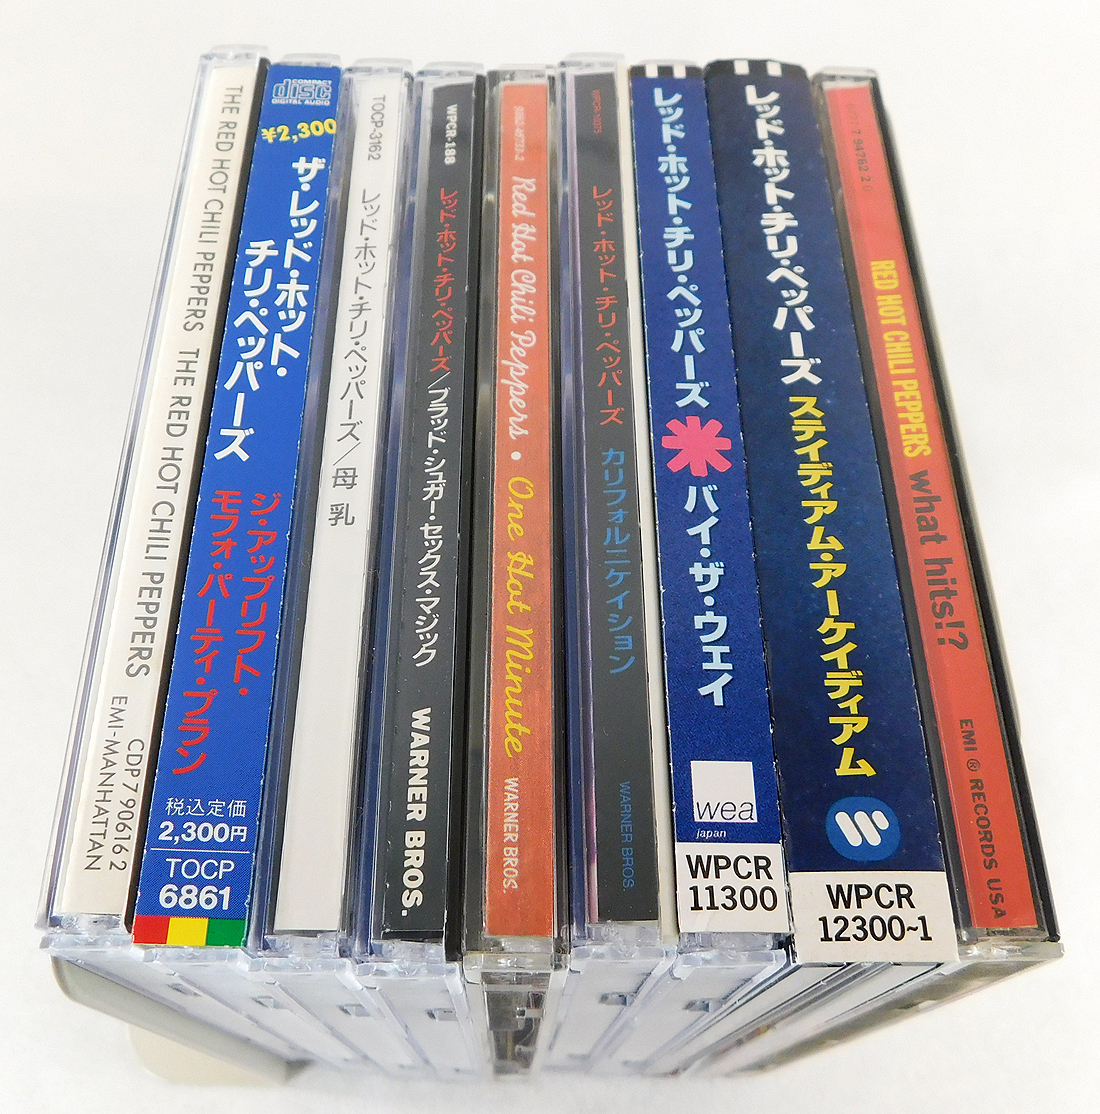 THE RED HOT CHILI PEPPERS THE RED HOT CHILI PEPPERS
CDP 7 90616 2
EMI-MANHATTAN
COMPACT
disc
DIGITAL AUDIO
¥2,300
ザ・レッド・ホット・
チリ・ペッパーズ
ジ・アップリフト・
モフォ・パーティ・プラン
税込定価
2,300円
TOCP
6861
TOCP-3162
レッド・ホット・チリ・ペッパーズ/母乳
WPCR-188
レッド・ホット・チリ・ペッパーズ/ブラッド・シュガー・セックス・マジック
WARNER BROS.
Red Hot Chili Peppers • One Hot Minute
WARNER BROS.
WPCR-10375
レッド・ホット・チリ・ペッパーズ
カリフォルニケイション
WARNER BROS.
レッド・ホット・チリ・ペッパーズ
バイ・ザ・ウェイ
wea
japan
WPCR
11300
レッド・ホット・チリ・ペッパーズ
スティディアム・アーケイディアム
WPCR
12300~1
7 94762 2
RED HOT CHILI PEPPERS what hits!?
EMI ® RECORDS USA